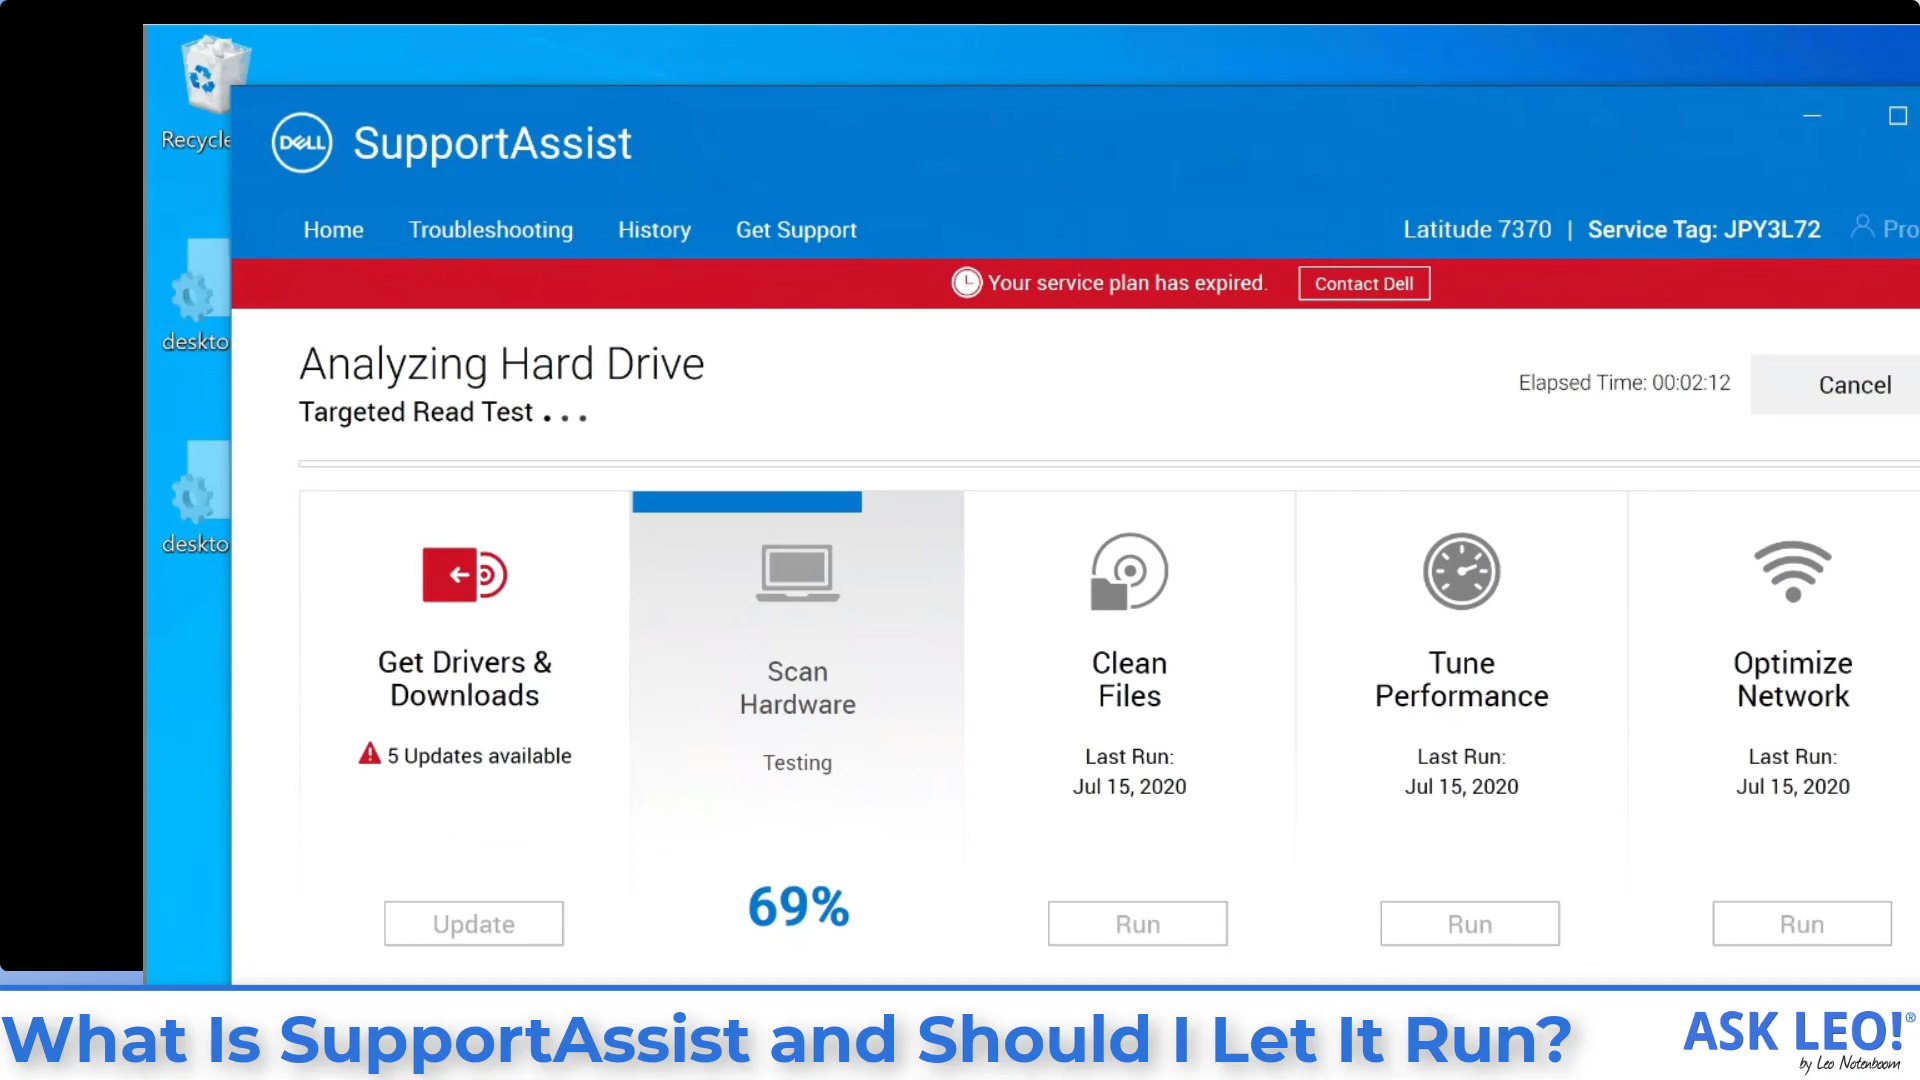 Recycle
DELL
SupportAssist
Home Troubleshooting History Get Support
Latitude 7370 | Service Tag: JPY3L72 Pro
Your service plan has expired. Contact Dell
deskto
Analyzing Hard Drive
Elapsed Time: 00:02:12 Cancel
Targeted Read Test . . .
deskto
Get Drivers &
Downloads
5 Updates available
Update
Scan
Hardware
Testing
69%
Clean
Files
Last Run:
Jul 15, 2020
Run
Tune
Performance
Last Run:
Jul 15, 2020
Run
Optimize
Network
Last Run:
Jul 15, 2020
Run
What Is SupportAssist and Should I Let It Run?
ASK LEO!®
by Leo Notenboom